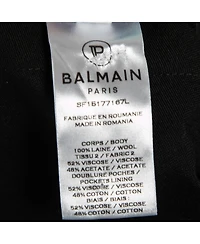 BALMAIN
PARIS
SF16177167L
FABRIQUE EN ROUMANIE
MADE IN ROMANIA
CORPS / BODY
100% LAINE / WOOL
TISSU 2 / FABRIC 2
52% VISCOSE / VISCOSE
48% ACETATE / ACETATE
DOUBLURE POCHES /
POCKETS LINING
52% VISCOSE / VISCOSE
48% COTON / COTTON
BIAIS / BIAS
52% VISCOSE / VISCOSE
48% COTON / COTTON